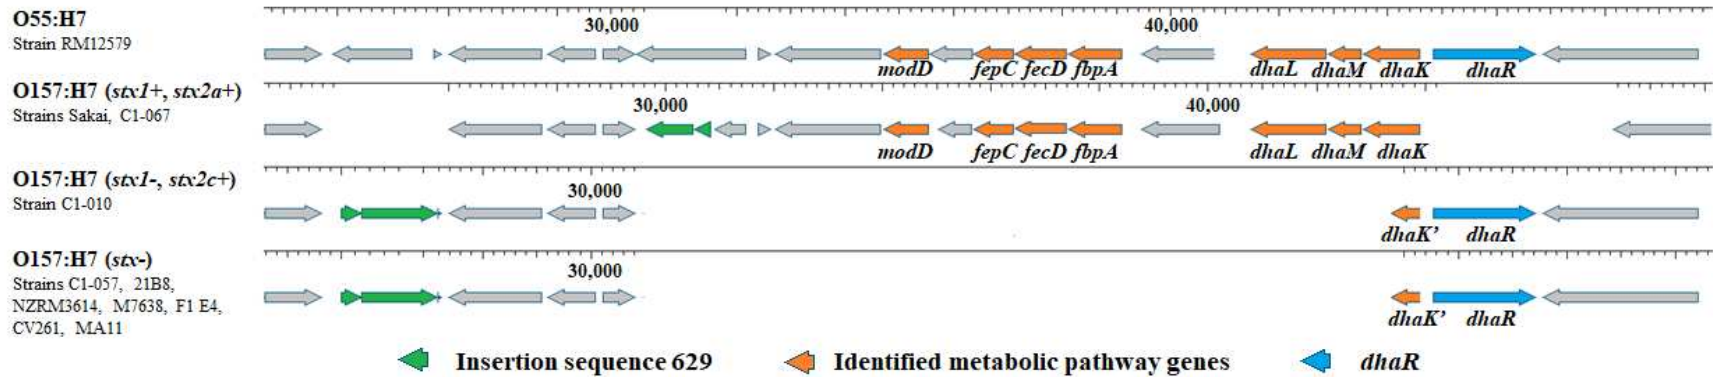 O55:H7
Strain RM12579
30,000 40,000
modD fepC fecD fbpA dhaL dhaM dhaK dhaR
O157:H7 (stx1+, stx2a+)
Strains Sakai, C1-067
30,000 40,000
modD fepC fecD fbpA dhaL dhaM dhaK
O157:H7 (stx1-, stx2c+)
Strain C1-010
30,000
dhaK’ dhaR
O157:H7 (stx-)
Strains C1-057, 21B8,
NZRM3614, M7638, F1 E4,
CV261, MA11
30,000
dhaK’ dhaR
Insertion sequence 629 Identified metabolic pathway genes dhaR